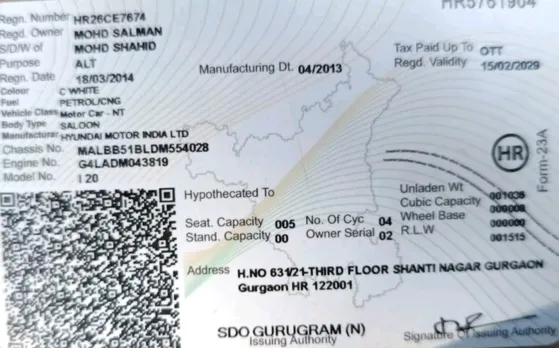 HR5761904
Regn. Number HR26CE7674
Regd. Owner MOHD SALMAN
S/D/W of MOHD SHAHID
Purpose ALT
Regn. Date 18/03/2014
Colour C WHITE
Fuel PETROL/CNG
Vehicle Class Motor Car - NT
Body Type SALOON
Manufacturer HYUNDAI MOTOR INDIA LTD
Chassis No. MALBB51BLDM554028
Engine No. G4LADM043819
Model No. I 20
Manufacturing Dt. 04/2013
Tax Paid Up To OTT
Regd. Validity 15/02/2029
HR
Form-23A
Hypothecated To
Seat. Capacity 005 No. Of Cyc 04
Stand. Capacity 00 Owner Serial 02
Unladen Wt 001035
Cubic Capacity 000000
Wheel Base 000000
R.L.W 001515
Address H.NO 631/21-THIRD FLOOR SHANTI NAGAR GURGAON
Gurgaon HR 122001
SDO GURUGRAM (N)
Issuing Authority
Signature Of Issuing Authority